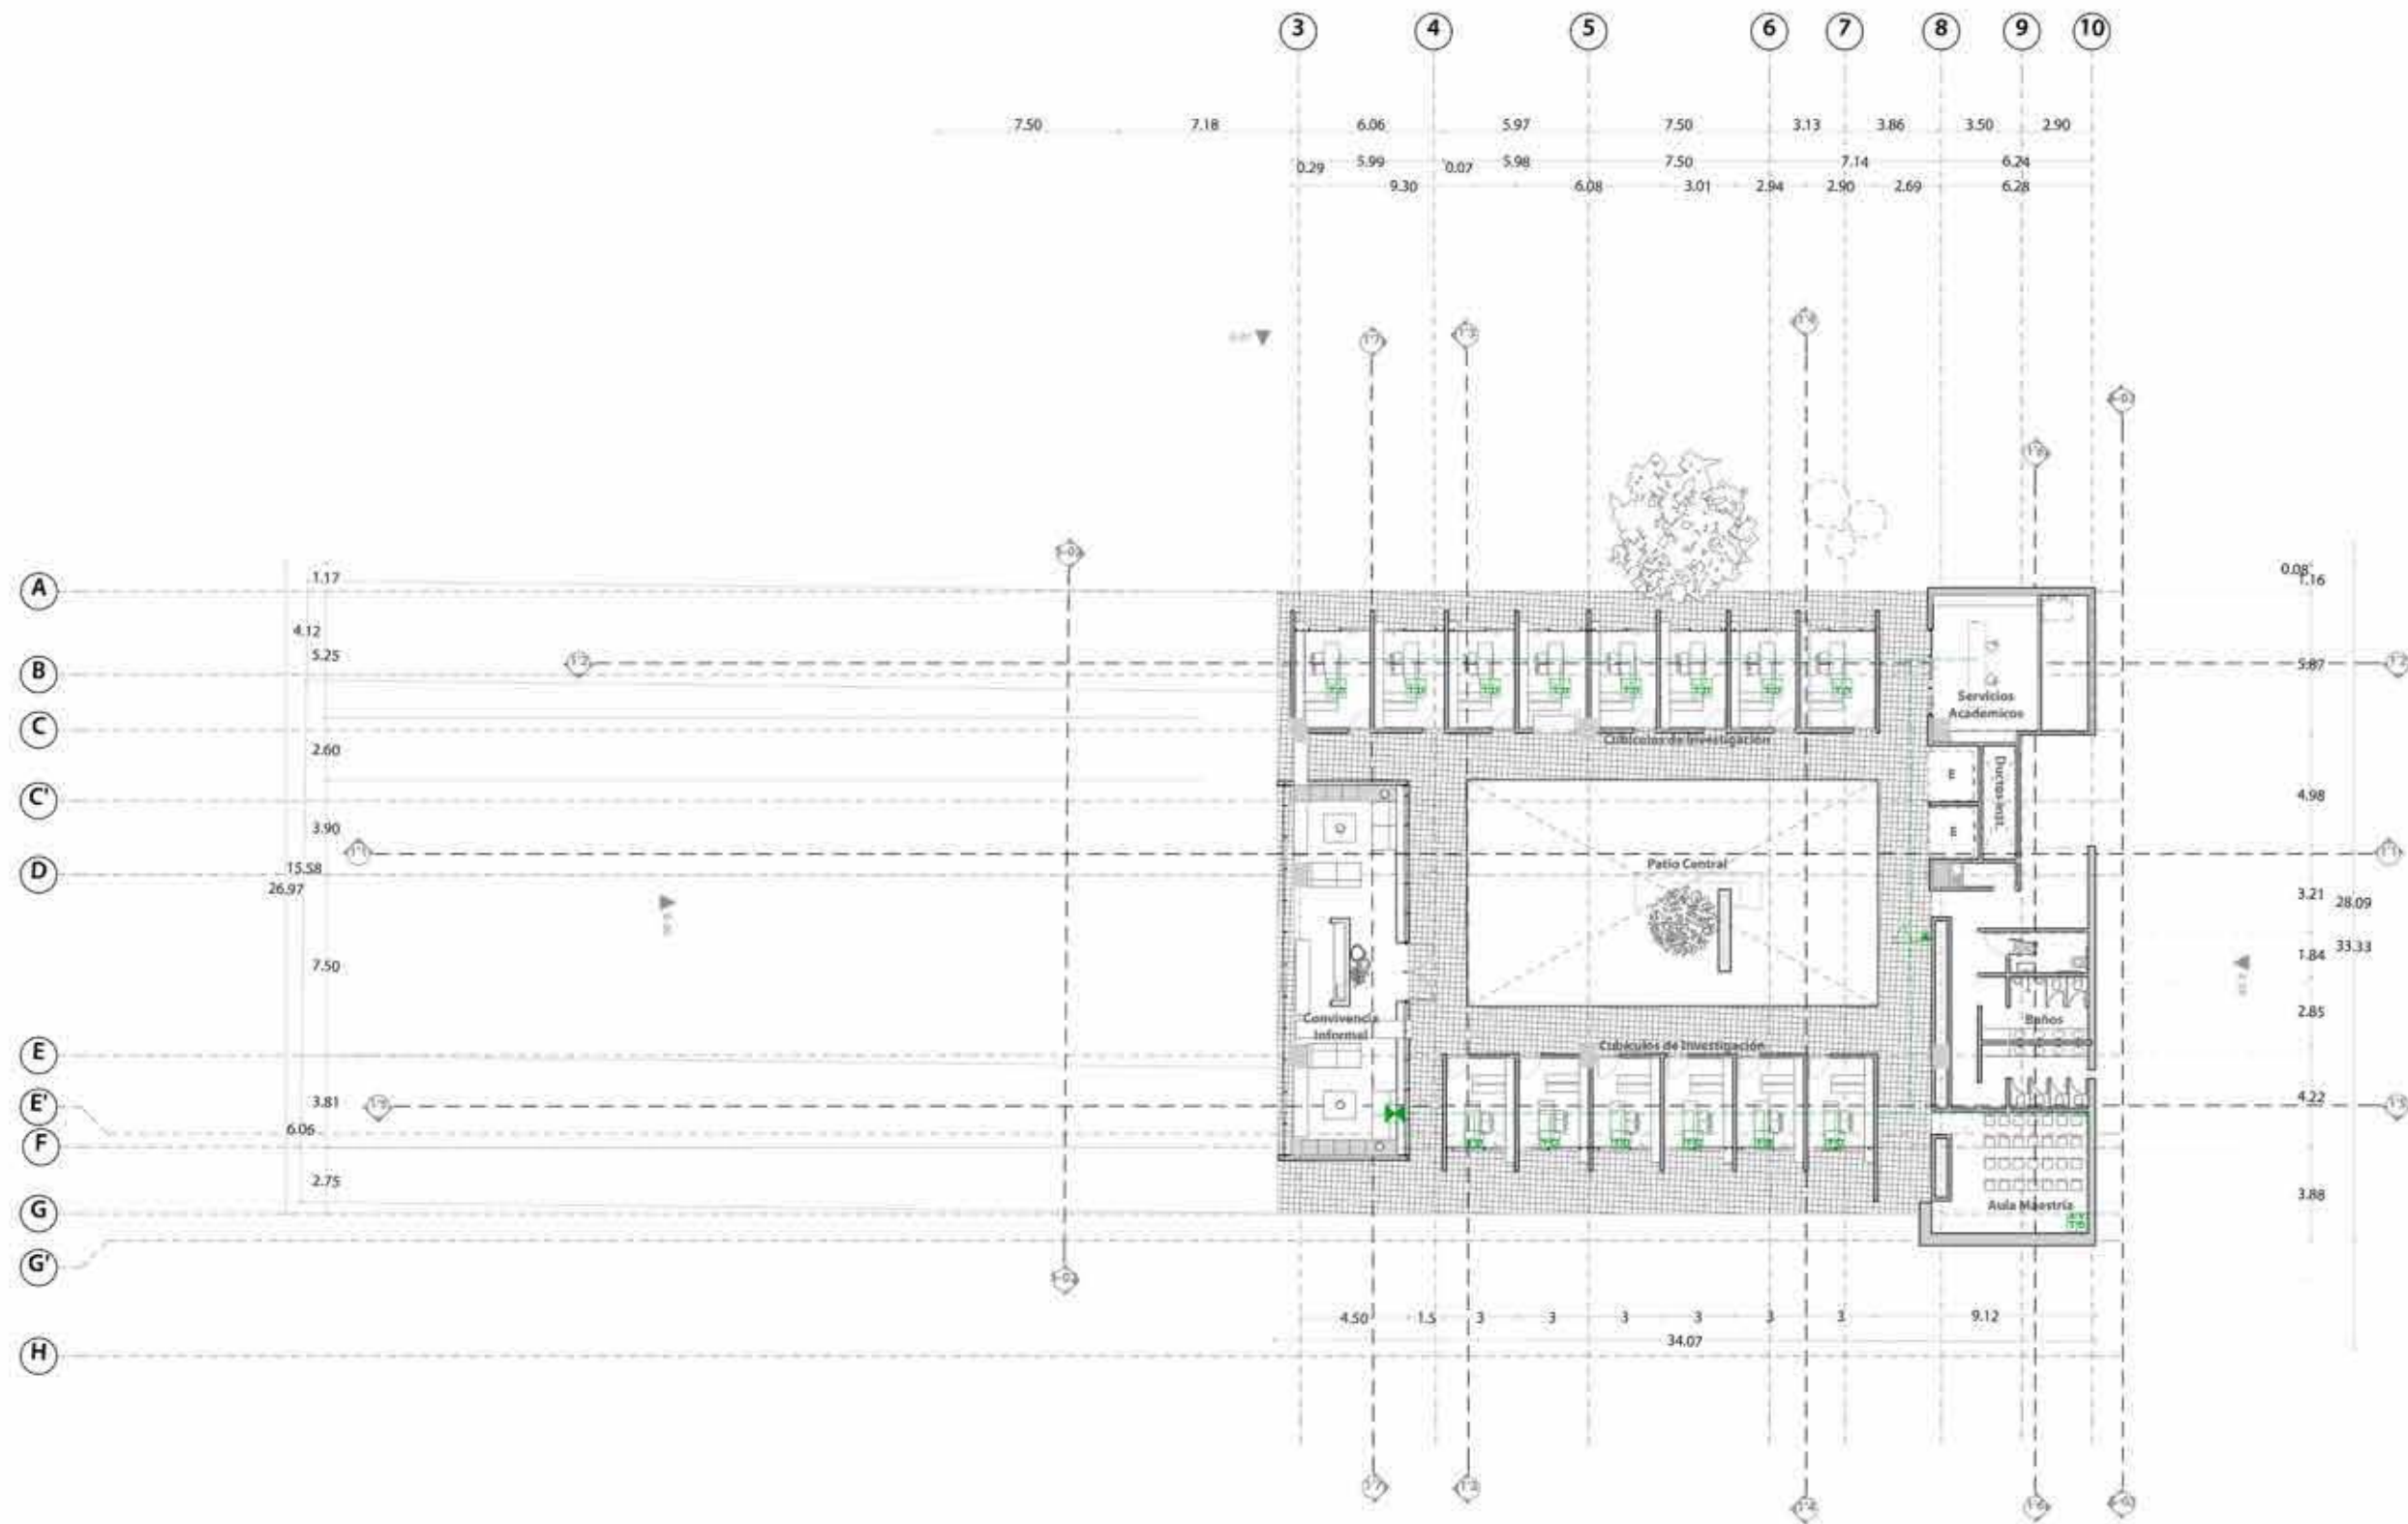 3 4 5 6 7 8 9 10
7.50 7.18 6.06 5.97 7.50 3.13 3.86 3.50 2.90
0.29 5.99 0.07 5.98 7.50 7.14 6.24
9.30 6.08 3.01 2.94 2.90 2.69 6.28
A
1.17
0.08
1.16
4.12
5.25
5.87
B
Servicios
Academicos
C
Cubículos de Investigación
2.60
E
Ductos inst.
C'
4.98
3.90
E
Patio Central
D
15.58
26.97
3.21 28.09
33.33
7.50
1.84
2.85
Convivencia
Informal
Baños
E
Cubículos de Investigación
E'
3.81
4.22
6.06
F
2.75
3.88
Aula Maestría
G
G'
4.50 1.5 3 3 3 3 3 3 9.12
34.07
H